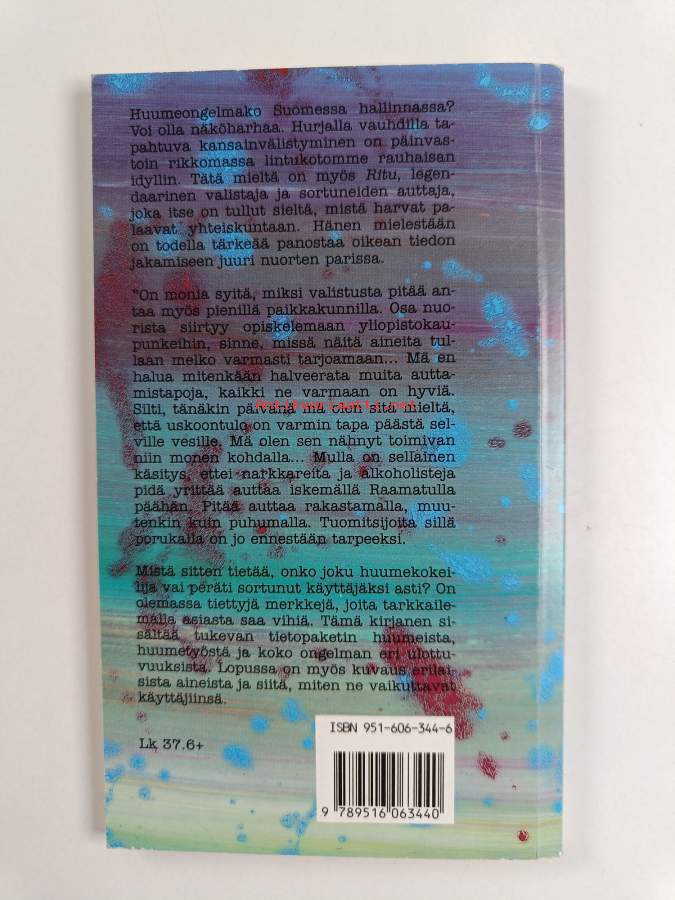 Huumeongelmako Suomessa hallinnassa?
Voi olla näköharhaa. Hurjalla vauhdilla ta-
pahtuva kansainvälistyminen on päinvas-
toin rikkomassa lintukotomme rauhaisan
idyllin. Tätä mieltä on myös Ritu, legen-
daarinen valistaja ja sortuneiden auttaja,
joka itse on tullut sieltä, mistä harvat pa-
laavat yhteiskuntaan. Hänen mielestään
on todella tärkeää panostaa oikean tiedon
jakamiseen juuri nuorten parissa.
"On monia syitä, miksi valistusta pitää an-
taa myös pienillä paikkakunnilla. Osa nuo-
rista siirtyy opiskelemaan yliopistokau-
punkeihin, sinne, missä näitä aineita tul-
laan melko varmasti tarjoamaan... Mä en
halua mitenkään halveerata muita autta-
mistapoja, kaikki ne varmaan on hyviä.
Antikvariaatti.net
Silti, tänäkin päivänä mä olen sitä mieltä,
että uskoontulo on varmin tapa päästä sel-
ville vesille. Mä olen sen nähnyt toimivan
niin monen kohdalla... Mulla on sellainen
käsitys, ettei narkkareita ja alkoholisteja
pidä yrittää auttaa iskemällä Raamatulla
päähän. Pitää auttaa rakastamalla, muu-
tenkin kuin puhumalla. Tuomitsijoita sillä
porukalla on jo ennestään tarpeeksi.
Mistä sitten tietää, onko joku huumekokei-
lija vai peräti sortunut käyttäjäksi asti? On
olemassa tiettyjä merkkejä, joita tarkkaile-
malla asiasta saa vihiä. Tämä kirjanen si-
sältää tukevan tietopaketin huumeista,
huumetyöstä ja koko ongelman eri ulottu-
vuuksista. Lopussa on myös kuvaus erilai-
sista aineista ja siitä, miten ne vaikuttavat
käyttäjiinsä.
ISBN 951-606-344-6
Lk 37.6+
9 789516 063440